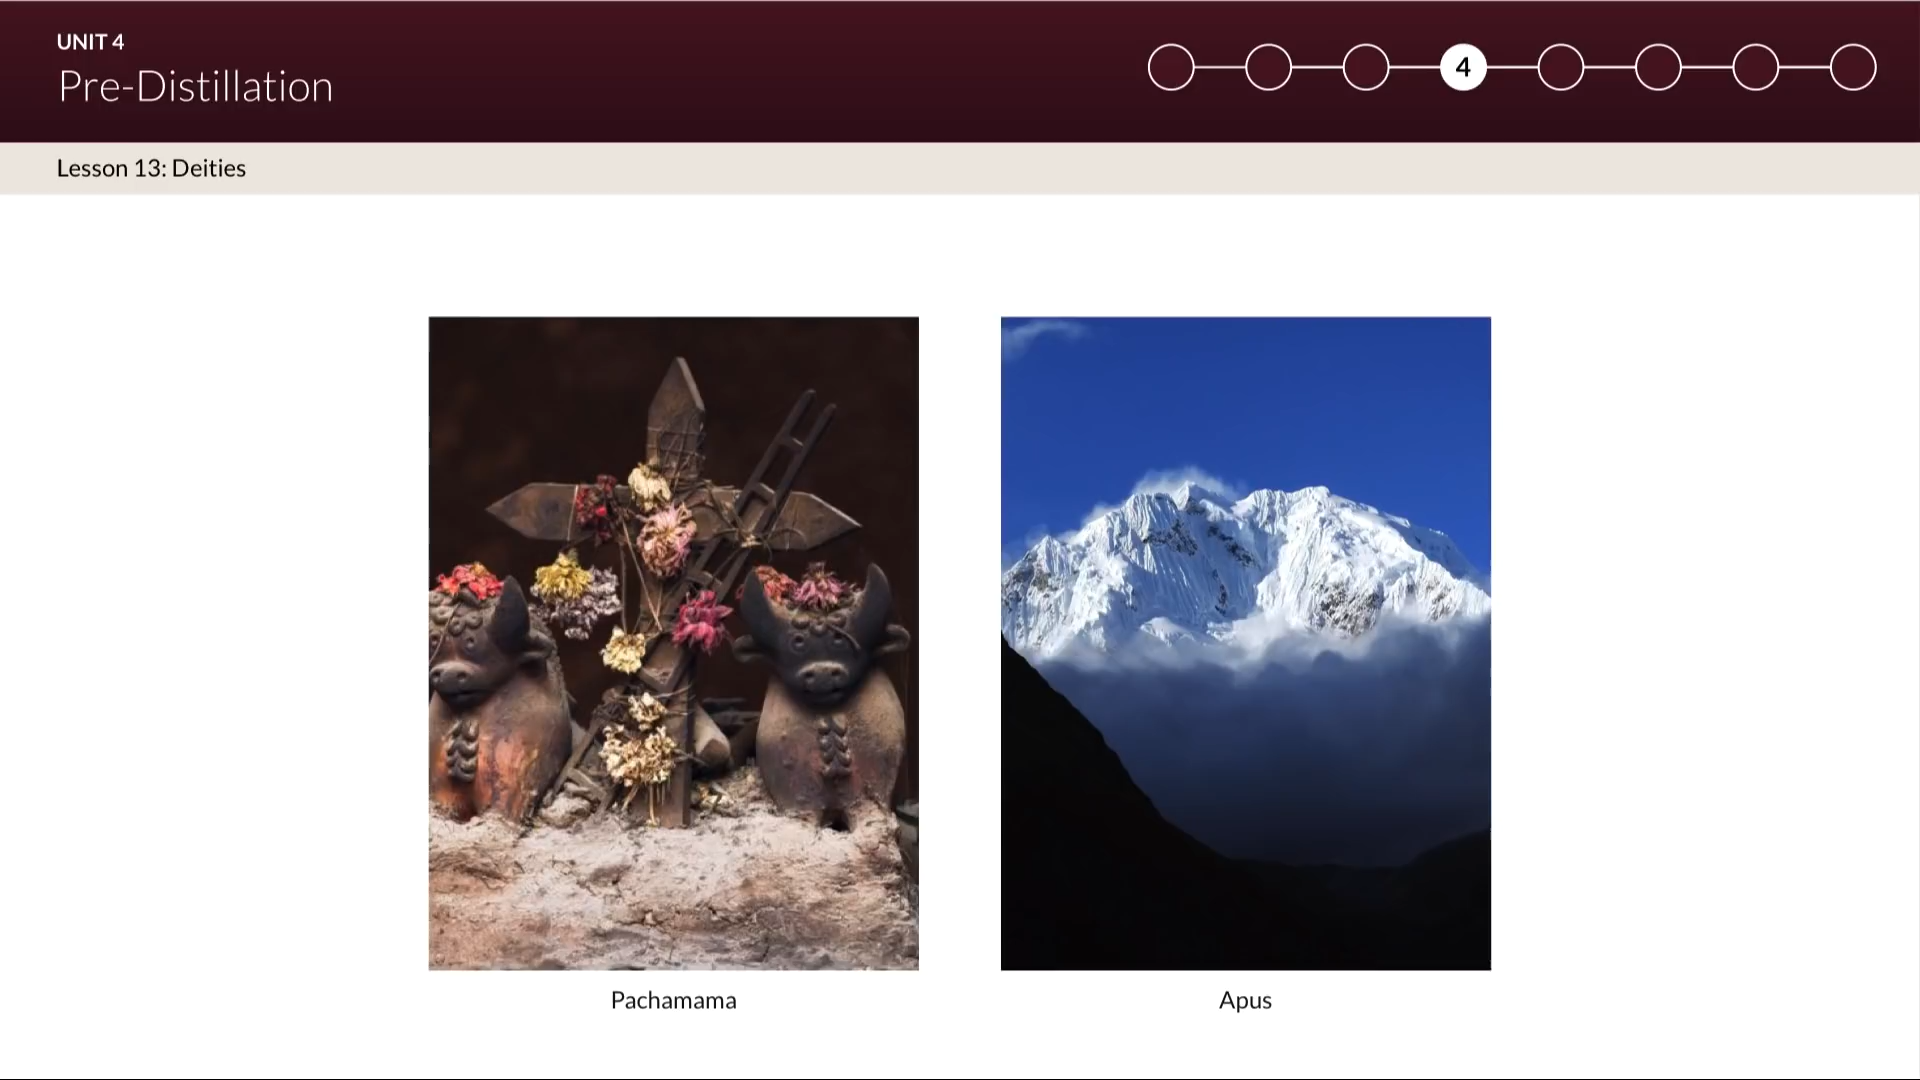 UNIT 4
Pre-Distillation
4
Lesson 13: Deities
Pachamama
Apus